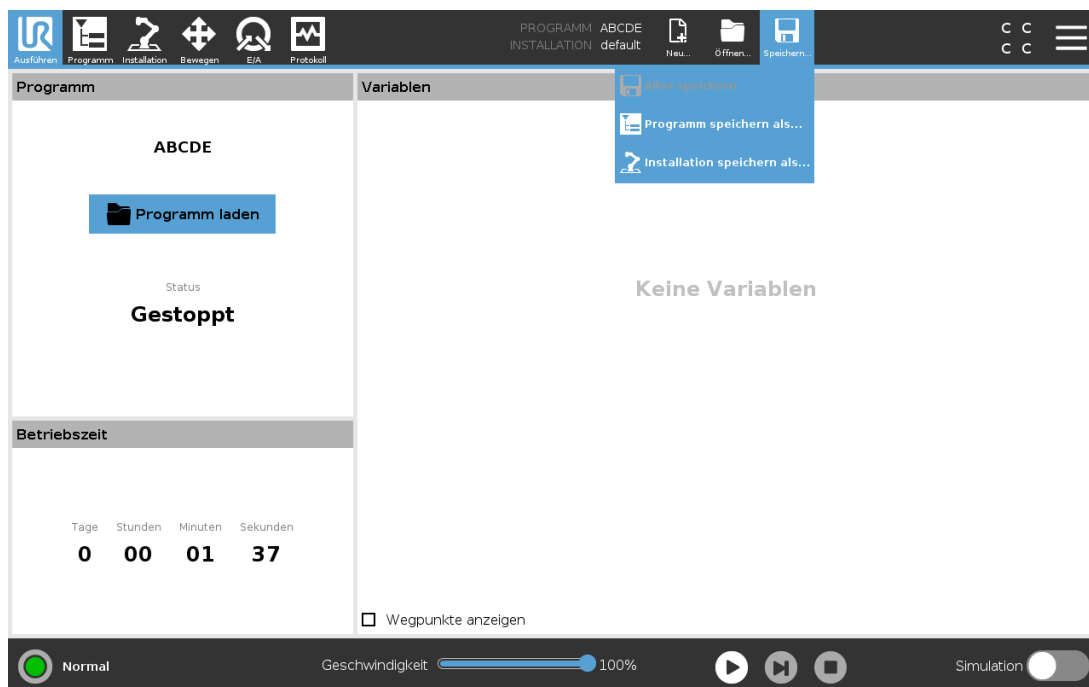 PROGRAMM ABCDE
INSTALLATION default
C C
C C
Ausführen Programm Installation Bewegen E/A Protokoll Neu... Öffnen... Speichern...
Programm
Variablen
Alles speichern
Programm speichern als...
Installation speichern als...
ABCDE
Programm laden
Status
Gestoppt
Keine Variablen
Betriebszeit
Tage Stunden Minuten Sekunden
0 00 01 37
Wegpunkte anzeigen
Normal
Geschwindigkeit 100%
Simulation